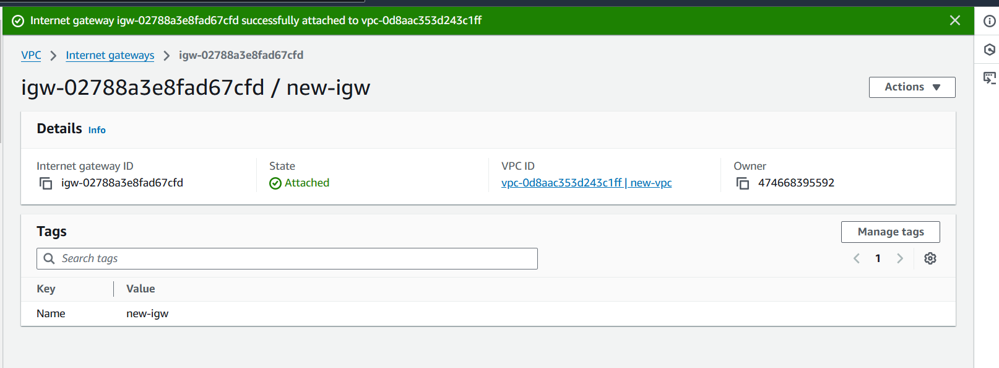 Internet gateway igw-02788a3e8fad67cfd successfully attached to vpc-0d8aac353d243c1ff
VPC > Internet gateways > igw-02788a3e8fad67cfd
igw-02788a3e8fad67cfd / new-igw
Actions
Details Info
Internet gateway ID
igw-02788a3e8fad67cfd
State
Attached
VPC ID
vpc-0d8aac353d243c1ff | new-vpc
Owner
474668395592
Tags
Manage tags
Search tags
1
Key Value
Name new-igw